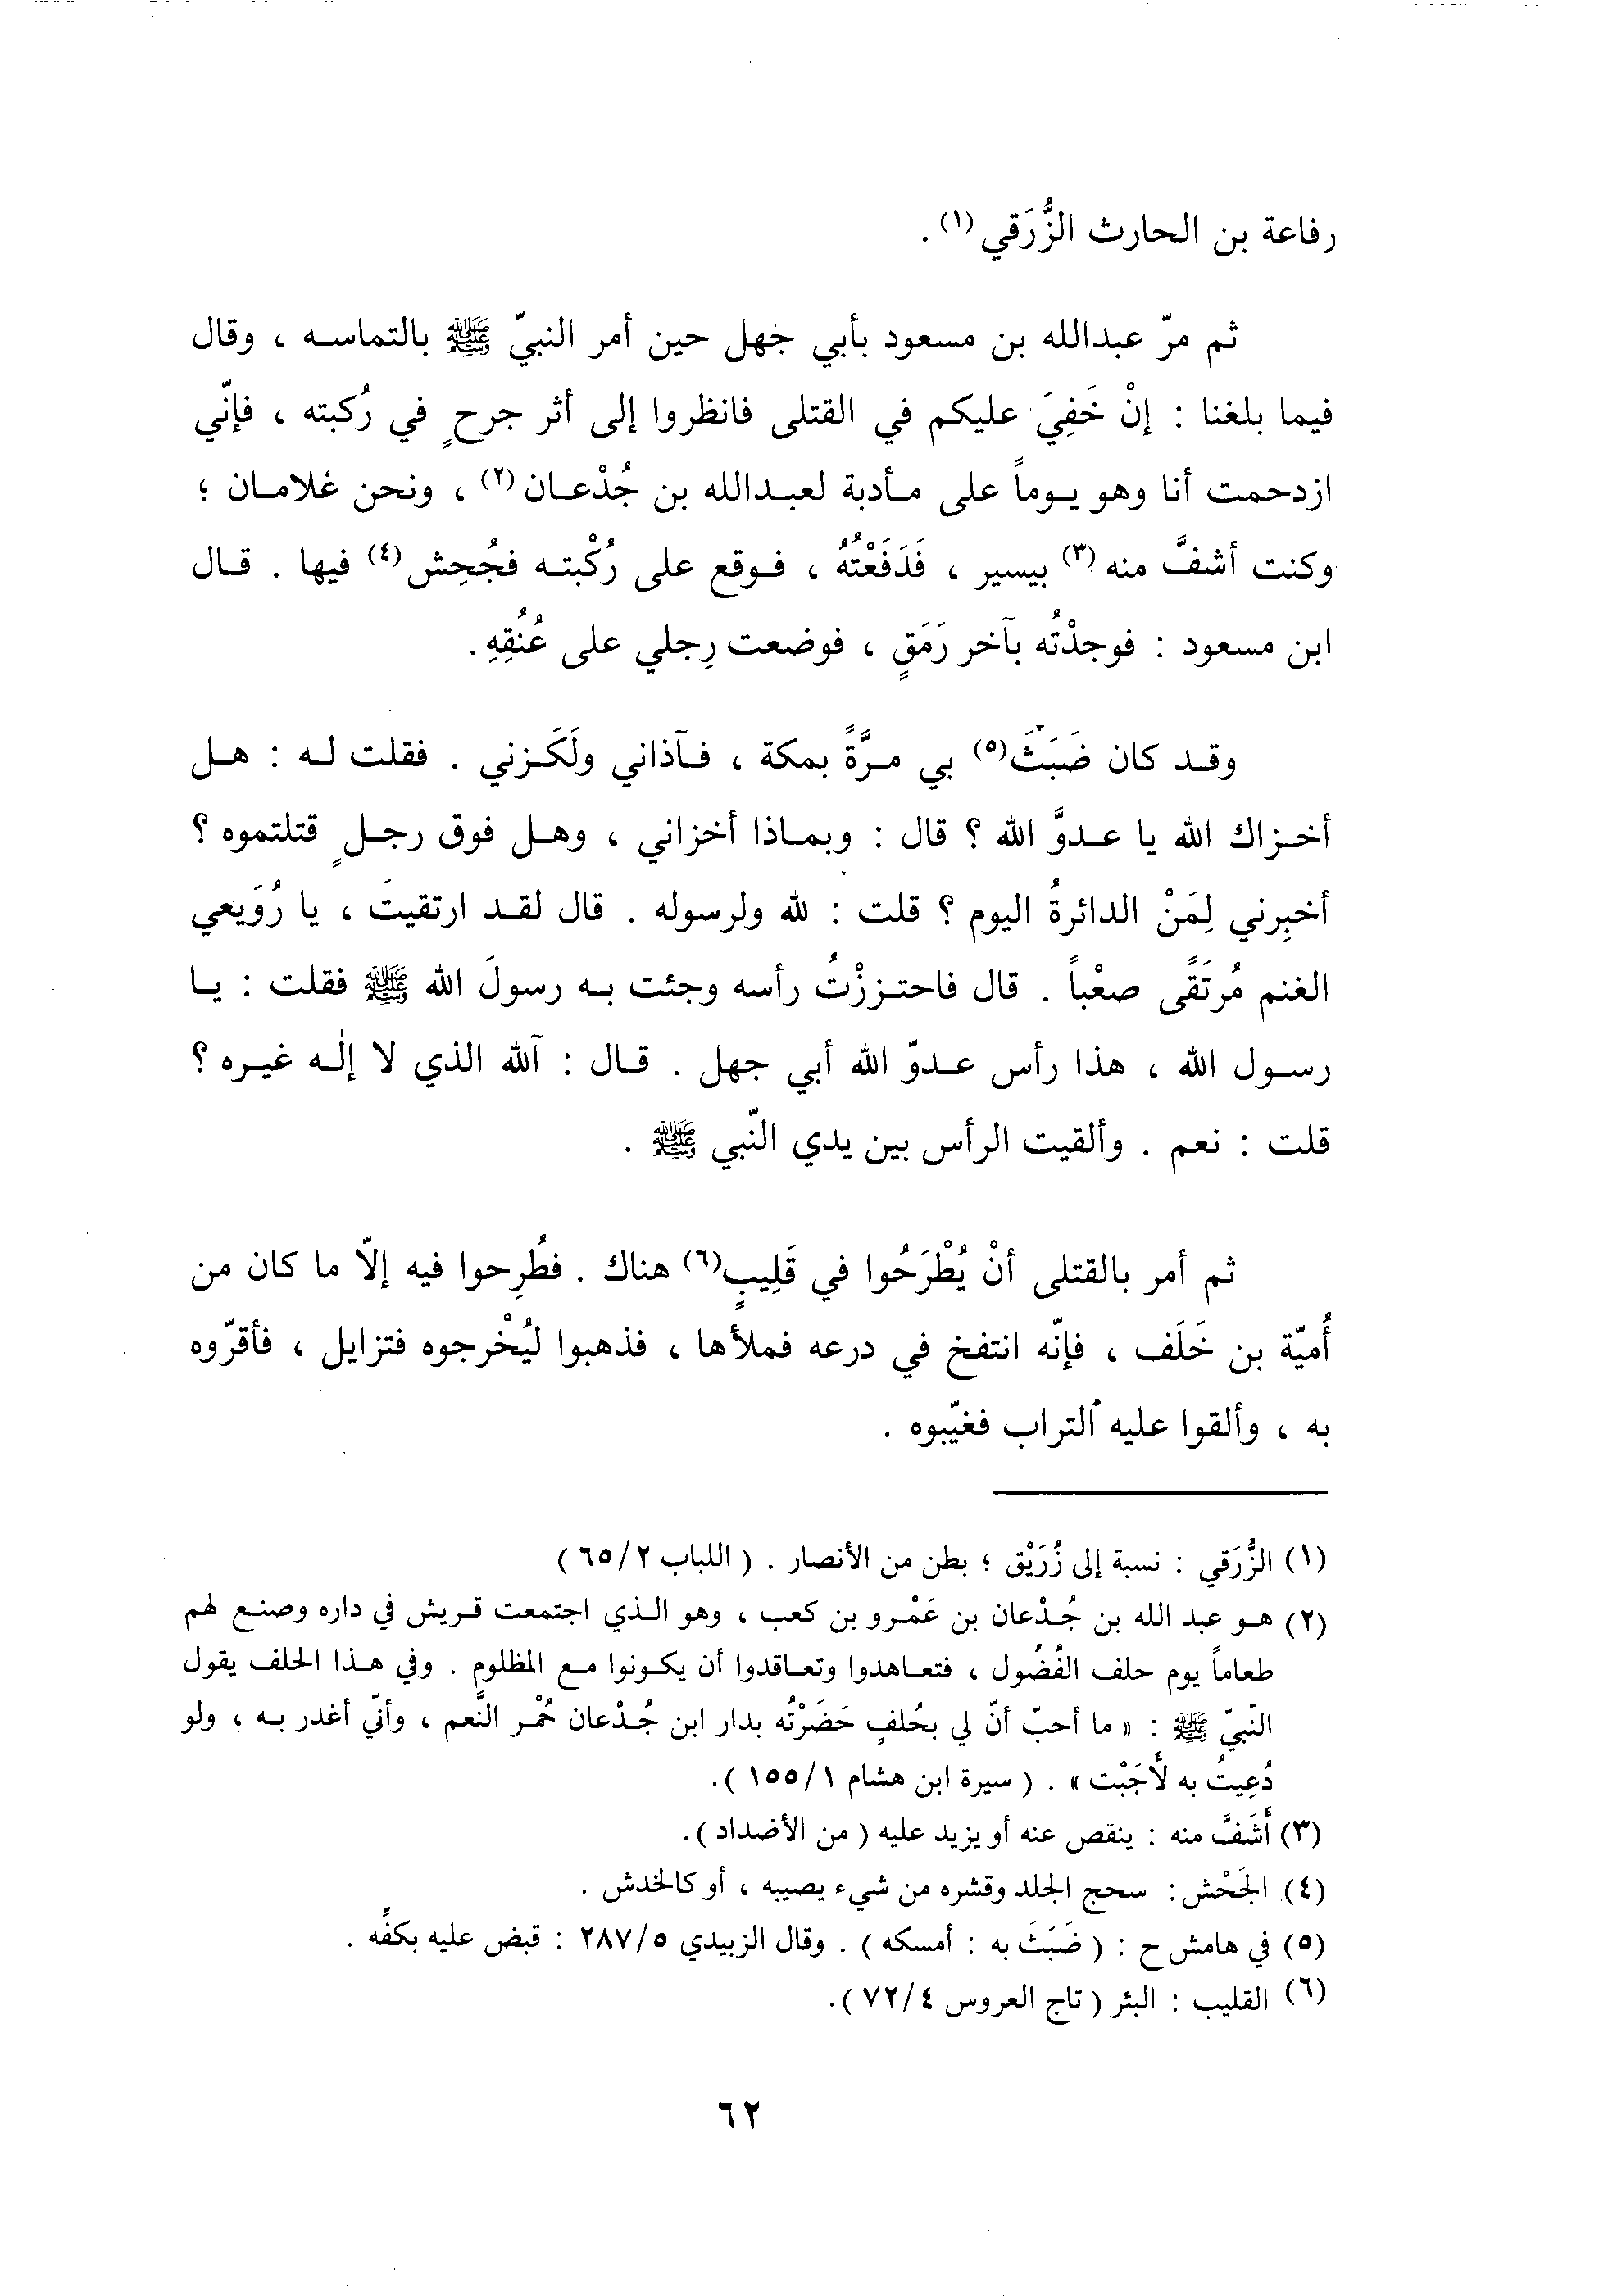 رفاعة بن الحارث الزُّرَقي (١) .
ثم مرّ عبدالله بن مسعود بأبي جهل حين أمر النبيّ ﷺ بالتماسه ، وقال
فيما بلغنا : إنْ خَفِيَ عليكم في القتلى فانظروا إلى أثر جرحٍ في رُكبته ، فإنّي
ازدحمت أنا وهو يوماً على مأدبة لعبدالله بن جُدْعان (٢) ، ونحن غلامان ؛
وكنت أشفَّ منه (٣) بيسير ، فَدَفَعْتُهُ ، فوقع على رُكْبته فجُحِش (٤) فيها . قال
ابن مسعود : فوجدْتُه بآخر رَمَقٍ ، فوضعت رِجلي على عُنُقِهِ .
وقد كان ضَبَثَ (٥) بي مرَّةً بمكة ، فآذاني ولَكَزني . فقلت له : هل
أخزاك الله يا عدوَّ الله ؟ قال : وبماذا أخزاني ، وهل فوق رجلٍ قتلتموه ؟
أخبِرني لِمَنْ الدائرةُ اليوم ؟ قلت : لله ولرسوله . قال لقد ارتقيتَ ، يا رُوَيعي
الغنم مُرتَقًى صعْباً . قال فاحتززْتُ رأسه وجئت به رسولَ الله ﷺ فقلت : يا
رسول الله ، هذا رأس عدوّ الله أبي جهل . قال : آلله الذي لا إلٰه غيره ؟
قلت : نعم . وألقيت الرأس بين يدي النّبي ﷺ .
ثم أمر بالقتلى أنْ يُطْرَحُوا في قَلِيبٍ (٦) هناك . فطُرِحوا فيه إلاّ ما كان من
أُميّة بن خَلَف ، فإنّه انتفخ في درعه فملأها ، فذهبوا ليُخْرجوه فتزايل ، فأقرّوه
به ، وألقوا عليه التراب فغيّبوه .
(١) الزُّرَقي : نسبة إلى زُرَيْق ؛ بطن من الأنصار . ( اللباب ٦٥/٢ )
(٢) هو عبد الله بن جُدْعان بن عَمْرو بن كعب ، وهو الذي اجتمعت قريش في داره وصنع لهم
طعاماً يوم حلف الفُضُول ، فتعاهدوا وتعاقدوا أن يكونوا مع المظلوم . وفي هذا الحلف يقول
النّبيّ ﷺ : « ما أحبّ أنّ لي بحُلفٍ حَضَرْتُه بدار ابن جُدْعان حُمْر النَّعم ، وأنّي أغدر به ، ولو
دُعِيتُ به لأَجَبْت » . ( سيرة ابن هشام ١٥٥/١ ) .
(٣) أَشَفَّ منه : ينقص عنه أو يزيد عليه ( من الأضداد ) .
(٤) الجَحْش : سحج الجلد وقشره من شيء يصيبه ، أو كالخدش .
(٥) في هامش ح : ( ضَبَثَ به : أمسكه ) . وقال الزبيدي ٢٨٧/٥ : قبض عليه بكفِّه .
(٦) القليب : البئر ( تاج العروس ٧٢/٤ ) .
٦٢